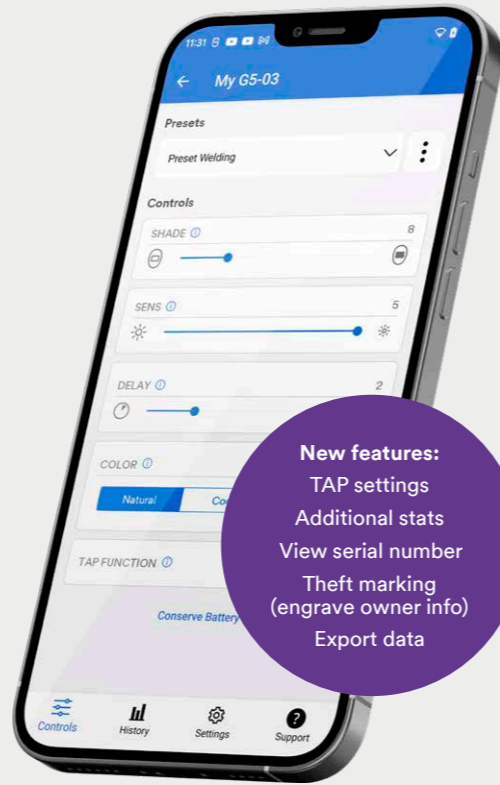 11:31
My G5-03
Presets
Preset Welding
Controls
SHADE
8
SENS
5
DELAY
2
COLOR
Natural
TAP FUNCTION
Conserve Battery
Controls
History
Settings
Support
New features:
TAP settings
Additional stats
View serial number
Theft marking
(engrave owner info)
Export data